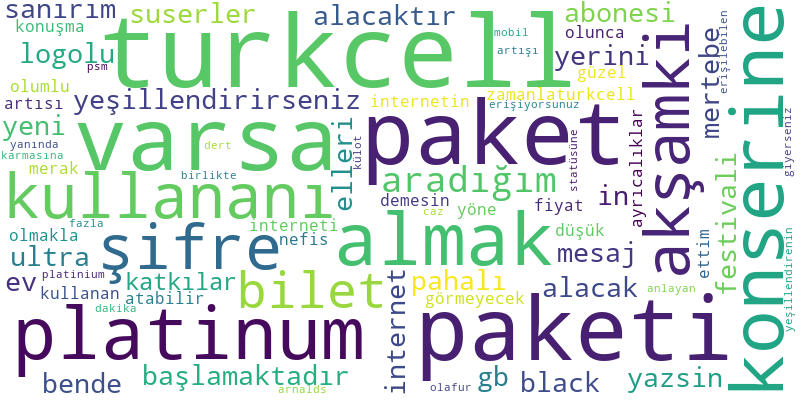 sanırım suserler alacaktır abonesi
konuşma turkcell mobil olunca
logolu artışı yerini
psm güzel
olumlu internetin zamanlaturkcell
artısı yeşillendirirseniz erişiyorsunuz
yeni varsa paket
yanında dert
karmasına
merak birlikte aradığım
kullananı demesin in
elleri külot statüsüne ayrıcalıklar
akşamki mertebe erişilebilen
konserine giyerseniz
caz yöne fiyat
fazla interneti düşük
olmakla şifre nefis almak mesaj
ultra festivali
ettim
platinium katkılar
ev bilet pahalı alacak anlayan
kullanan atabilir görmeyecek
dakika
platinum internet paketi
yeşillendirenin
başlamaktadır gb black yazsin
bende arnalds olafur